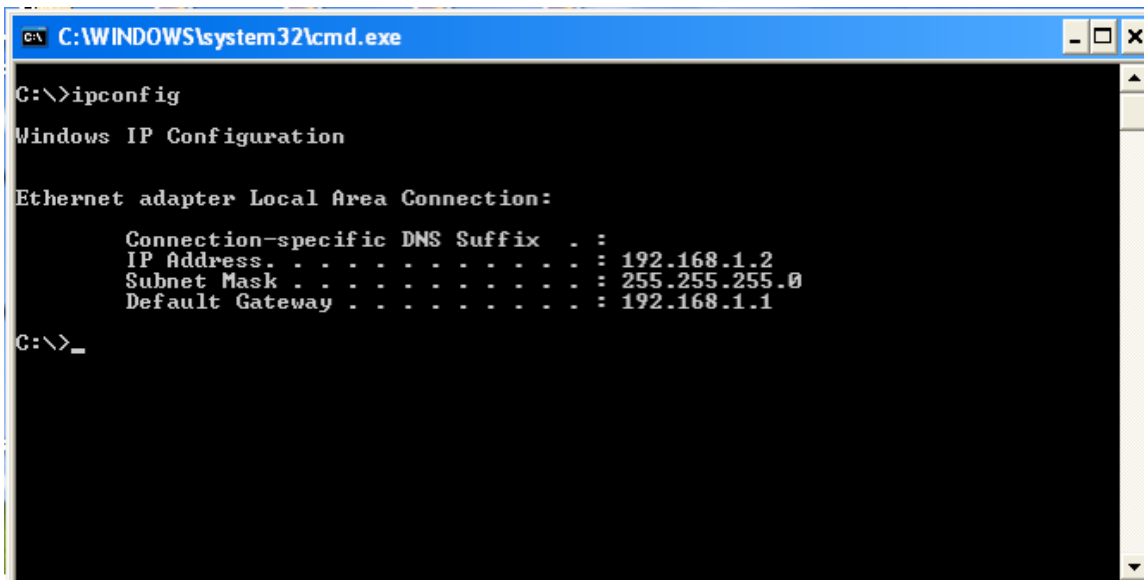 C:\WINDOWS\system32\cmd.exe
C:\>ipconfig
Windows IP Configuration
Ethernet adapter Local Area Connection:
Connection-specific DNS Suffix . :
IP Address. . . . . . . . . . . . : 192.168.1.2
Subnet Mask . . . . . . . . . . . : 255.255.255.0
Default Gateway . . . . . . . . . : 192.168.1.1
C:\>_